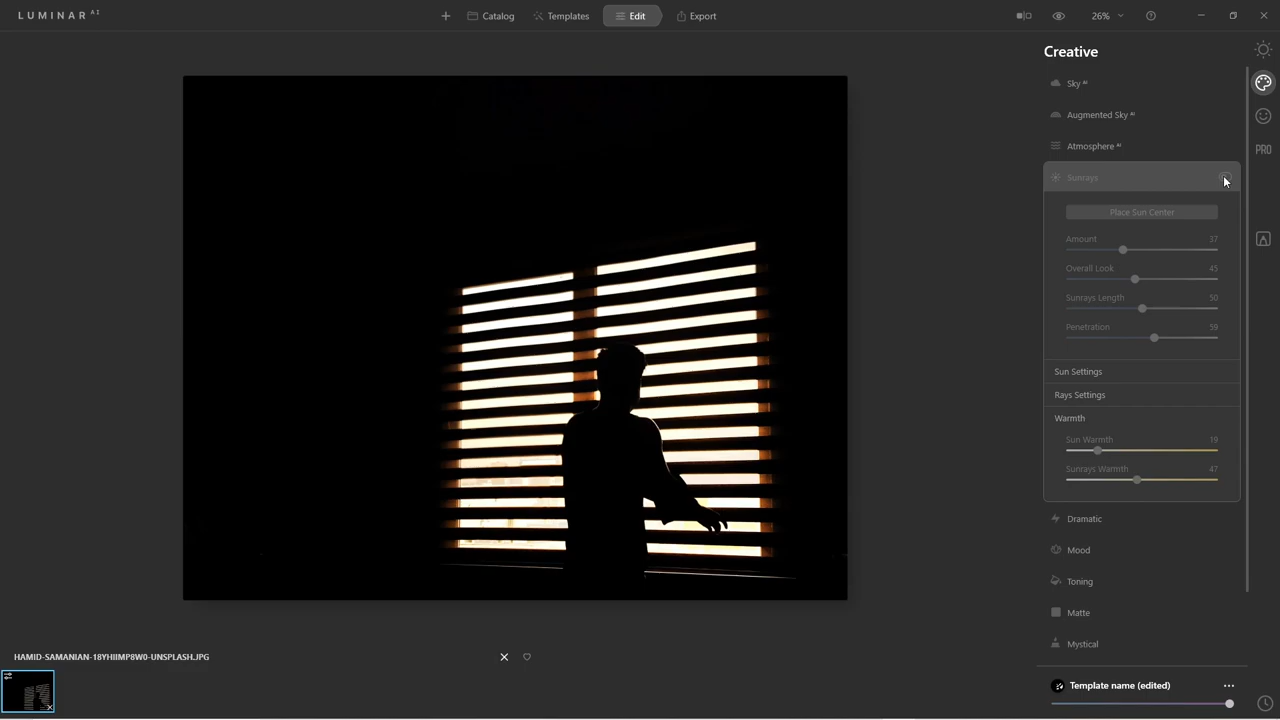 LUMINAR AI
Catalog
Templates
Edit
Export
26%
Creative
Sky AI
Augmented Sky AI
Atmosphere AI
Sunrays
Place Sun Center
Amount 37
Overall Look 45
Sunrays Length 50
Penetration 59
Sun Settings
Rays Settings
Warmth
Sun Warmth 19
Sunrays Warmth 47
Dramatic
Mood
Toning
Matte
Mystical
PRO
HAMID-SAMANIAN-18YHIIMP8W0-UNSPLASH.JPG
Template name (edited)